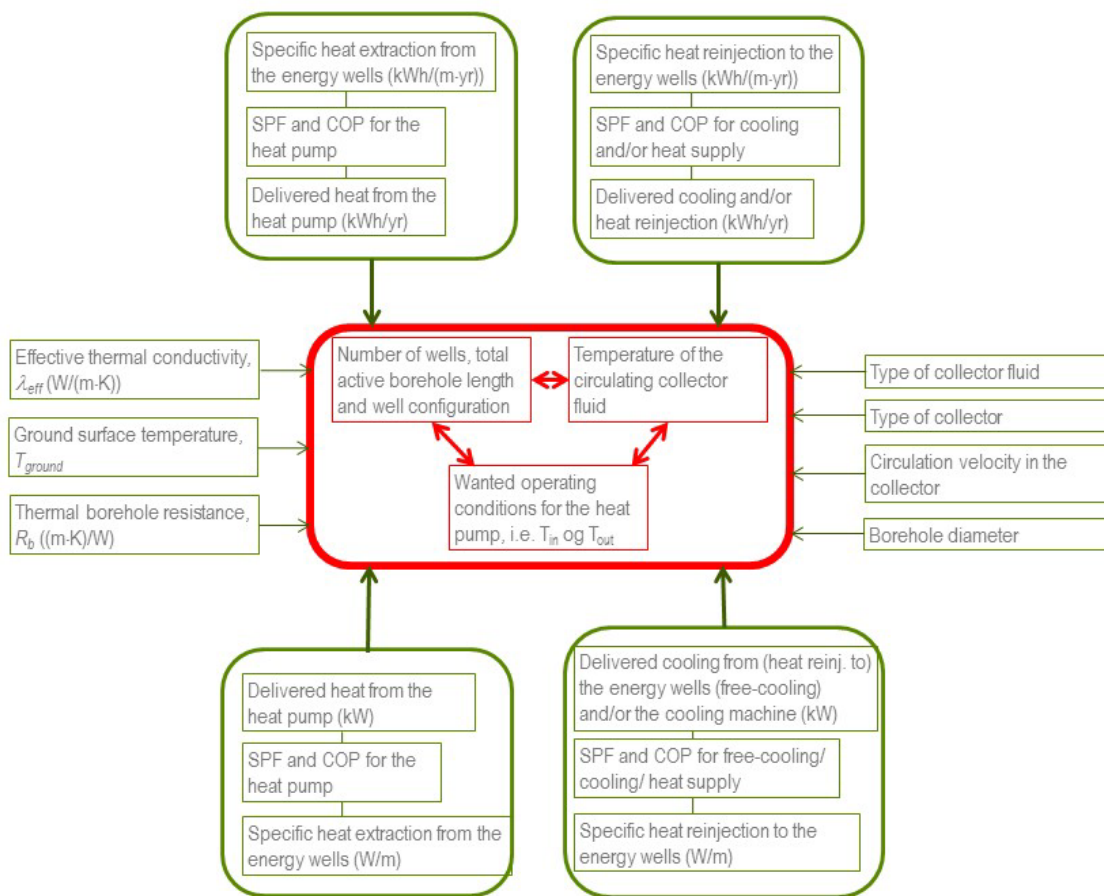 Specific heat extraction from
the energy wells (kWh/(m-yr))
SPF and COP for the
heat pump
Delivered heat from the
heat pump (kWh/yr)
Specific heat reinjection to the
energy wells (kWh/(m-yr))
SPF and COP for cooling
and/or heat supply
Delivered cooling and/or
heat reinjection (kWh/yr)
Effective thermal conductivity,
λeff (W/(m·K))
Ground surface temperature,
Tground
Thermal borehole resistance,
Rb ((m·K)/W)
Number of wells, total
active borehole length
and well configuration
Temperature of the
circulating collector
fluid
Wanted operating
conditions for the heat
pump, i.e. Tin og Tout
Type of collector fluid
Type of collector
Circulation velocity in the
collector
Borehole diameter
Delivered heat from the
heat pump (kW)
SPF and COP for the
heat pump
Specific heat extraction from the
energy wells (W/m)
Delivered cooling from (heat reinj. to)
the energy wells (free-cooling)
and/or the cooling machine (kW)
SPF and COP for free-cooling/
cooling/ heat supply
Specific heat reinjection to the
energy wells (W/m)